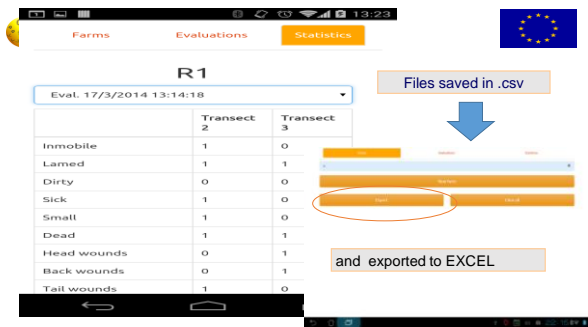 13:23
Farms Evaluations Statistics
R1
Eval. 17/3/2014 13:14:18
Transect 2 Transect 3
Inmobile 1 0
Lamed 1 1
Dirty 0 0
Sick 1 0
Small 1 0
Dead 1 1
Head wounds 0 1
Back wounds 0 1
Tail wounds 1 0
Files saved in .csv
and exported to EXCEL